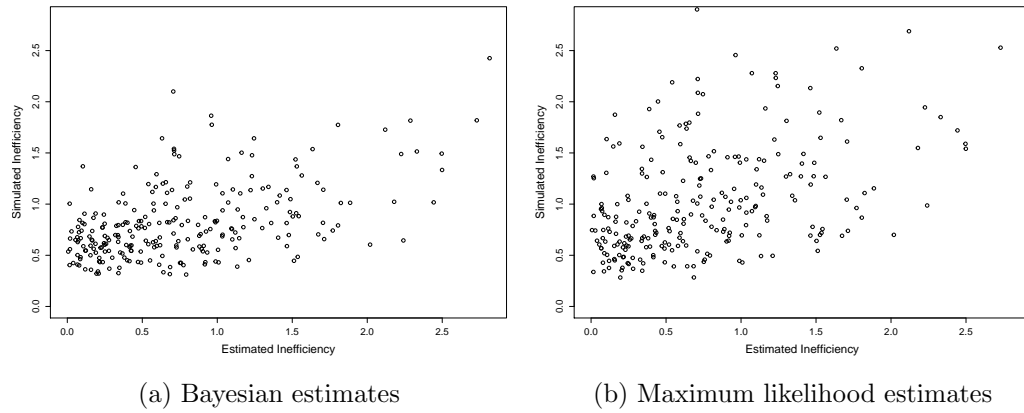 0.0 0.5 1.0 1.5 2.0 2.5
Simulated Inefficiency
0.0 0.5 1.0 1.5 2.0 2.5
Estimated Inefficiency
(a) Bayesian estimates
0.0 0.5 1.0 1.5 2.0 2.5
Simulated Inefficiency
0.0 0.5 1.0 1.5 2.0 2.5
Estimated Inefficiency
(b) Maximum likelihood estimates